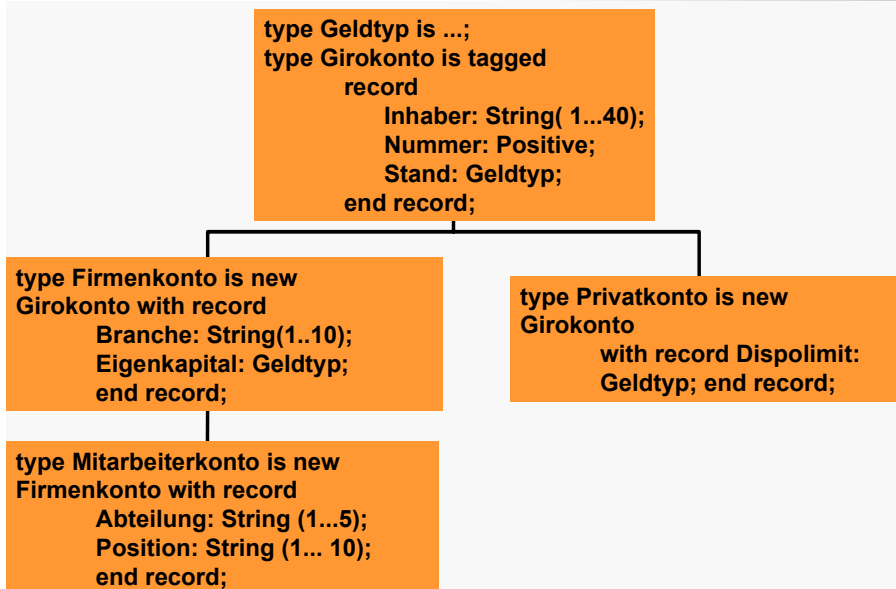 type Geldtyp is ...;
type Girokonto is tagged
record
Inhaber: String( 1...40);
Nummer: Positive;
Stand: Geldtyp;
end record;
type Firmenkonto is new
Girokonto with record
Branche: String(1..10);
Eigenkapital: Geldtyp;
end record;
type Privatkonto is new
Girokonto
with record Dispolimit:
Geldtyp; end record;
type Mitarbeiterkonto is new
Firmenkonto with record
Abteilung: String (1...5);
Position: String (1... 10);
end record;